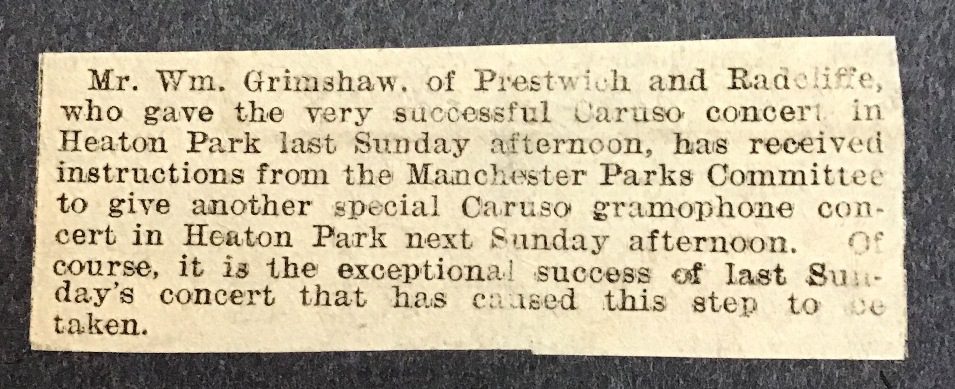 Mr. Wm. Grimshaw. of Prestwich and Radcliffe,
who gave the very successful Caruso concert in
Heaton Park last Sunday afternoon, has received
instructions from the Manchester Parks Committee
to give another special Caruso gramophone con-
cert in Heaton Park next Sunday afternoon. Of
course, it is the exceptional success of last Sun-
day's concert that has caused this step to be
taken.